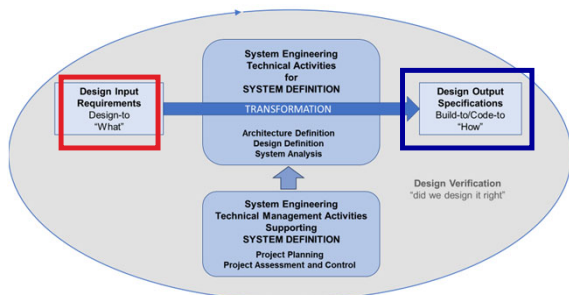 System Engineering
Technical Activities
for
SYSTEM DEFINITION
Design Input
Requirements
Design-to
“What”
TRANSFORMATION
Design Output
Specifications
Build-to/Code-to
“How”
Architecture Definition
Design Definition
System Analysis
Design Verification
“did we design it right”
System Engineering
Technical Management Activities
Supporting
SYSTEM DEFINITION
Project Planning
Project Assessment and Control